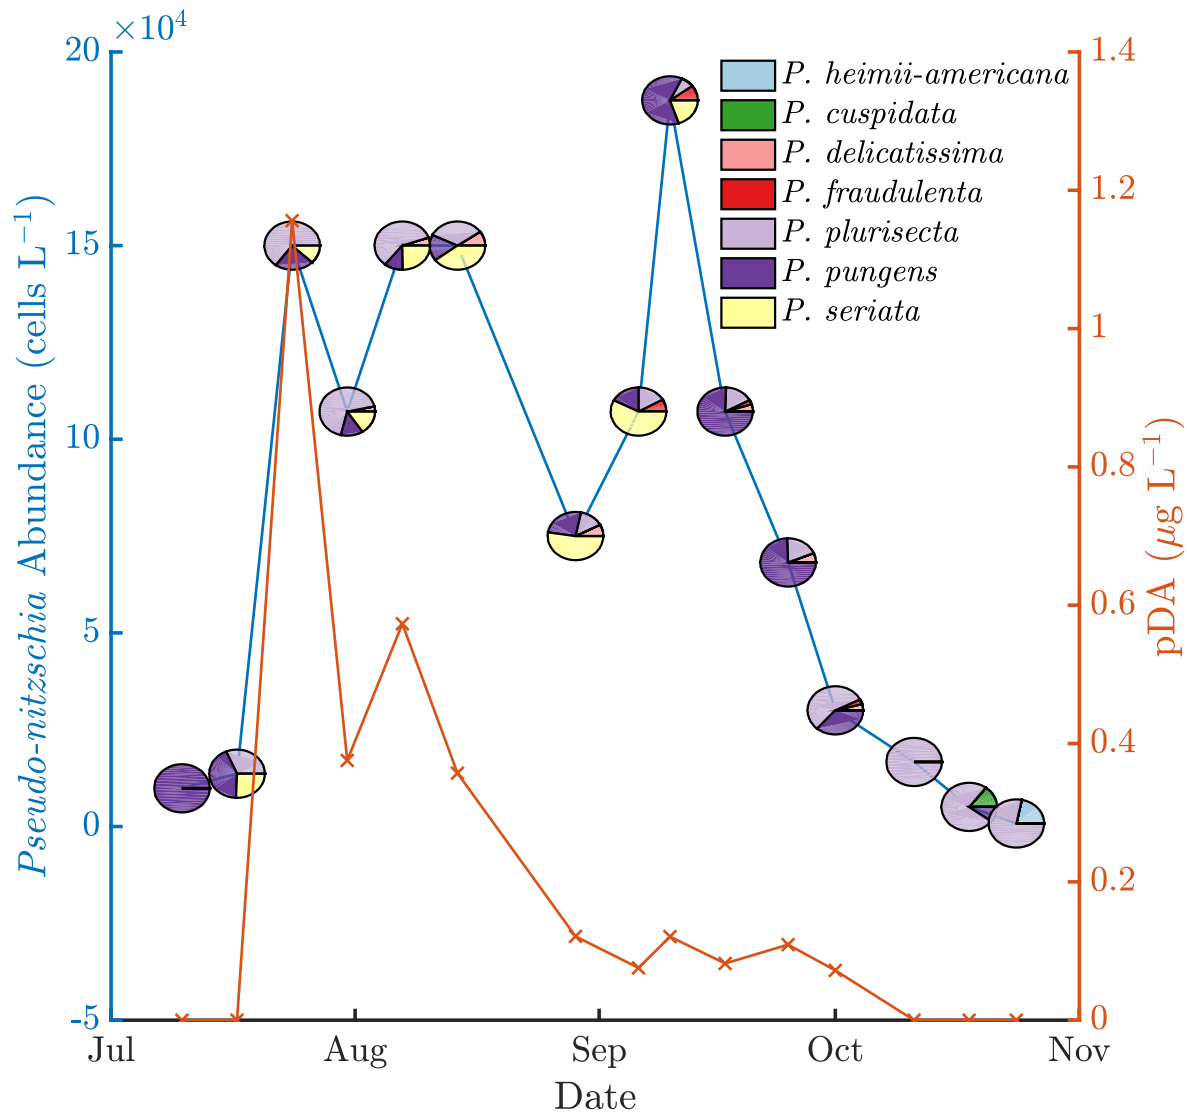 ×10⁴
20
15
10
5
0
-5
Pseudo-nitzschia Abundance (cells L⁻¹)
P. heimii-americana
P. cuspidata
P. delicatissima
P. fraudulenta
P. plurisecta
P. pungens
P. seriata
1.4
1.2
1
0.8
0.6
0.4
0.2
0
pDA (μg L⁻¹)
Jul Aug Sep Oct Nov
Date